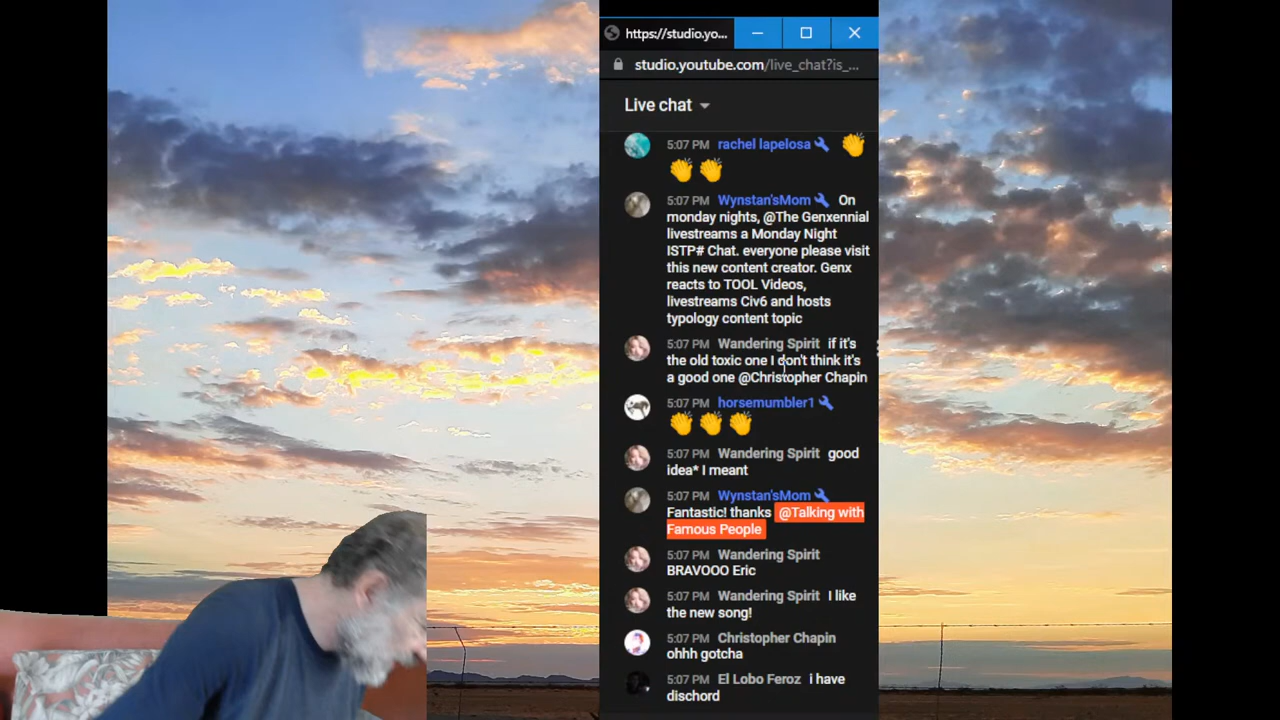 https://studio.yo...
studio.youtube.com/live_chat?is_...
Live chat
5:07 PM rachel lapelosa
5:07 PM Wynstan'sMom On
monday nights, @The Genxennial
livestreams a Monday Night
ISTP# Chat. everyone please visit
this new content creator. Genx
reacts to TOOL Videos,
livestreams Civ6 and hosts
typology content topic
5:07 PM Wandering Spirit if it's
the old toxic one I don't think it's
a good one @Christopher Chapin
5:07 PM horsemumbler1
5:07 PM Wandering Spirit good
idea* I meant
5:07 PM Wynstan'sMom
Fantastic! thanks @Talking with
Famous People
5:07 PM Wandering Spirit
BRAVOOO Eric
5:07 PM Wandering Spirit I like
the new song!
5:07 PM Christopher Chapin
ohhh gotcha
5:07 PM El Lobo Feroz i have
dischord